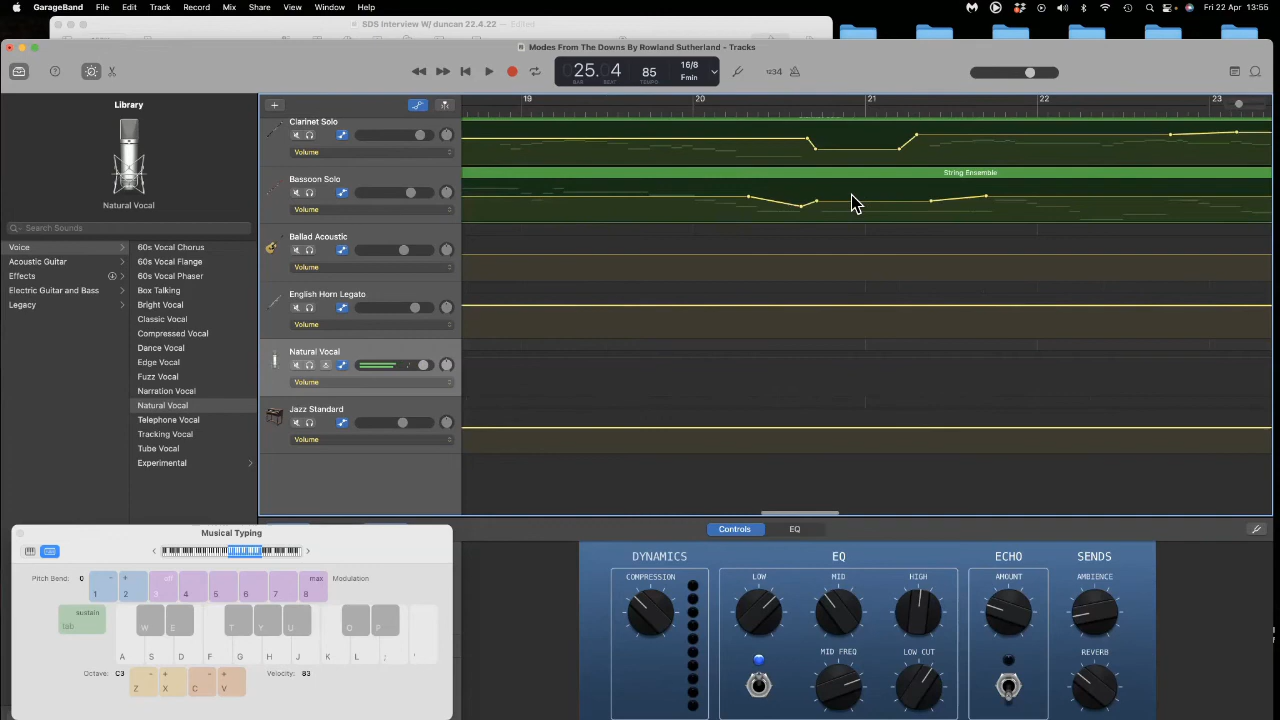 GarageBand File Edit Track Record Mix Share View Window Help Fri 22 Apr 13:55
SDS interview W/ duncan 22.4.22 — Edited
Modes From The Downs By Rowland Sutherland - Tracks
25.4
BAR BEAT
85
TEMPO
16/8
Fmin
1234
Library
Natural Vocal
Search Sounds
Voice
Acoustic Guitar
Effects
Electric Guitar and Bass
Legacy
60s Vocal Chorus
60s Vocal Flange
60s Vocal Phaser
Box Talking
Bright Vocal
Classic Vocal
Compressed Vocal
Dance Vocal
Edge Vocal
Fuzz Vocal
Narration Vocal
Natural Vocal
Telephone Vocal
Tracking Vocal
Tube Vocal
Experimental
19 20 21 22 23
Clarinet Solo
Volume
Bassoon Solo
Volume
String Ensemble
Ballad Acoustic
Volume
English Horn Legato
Volume
Natural Vocal
Volume
Jazz Standard
Volume
Musical Typing
Pitch Bend: 0 - 1 + 2 off 3 4 5 6 7 max 8 Modulation
sustain
tab
W E T Y U O P
A S D F G H J K L ; '
Octave: C3 - Z + X - C + V Velocity: 83
Controls EQ
DYNAMICS
COMPRESSION
EQ
LOW MID HIGH
MID FREQ LOW CUT
ECHO
AMOUNT
SENDS
AMBIENCE
REVERB